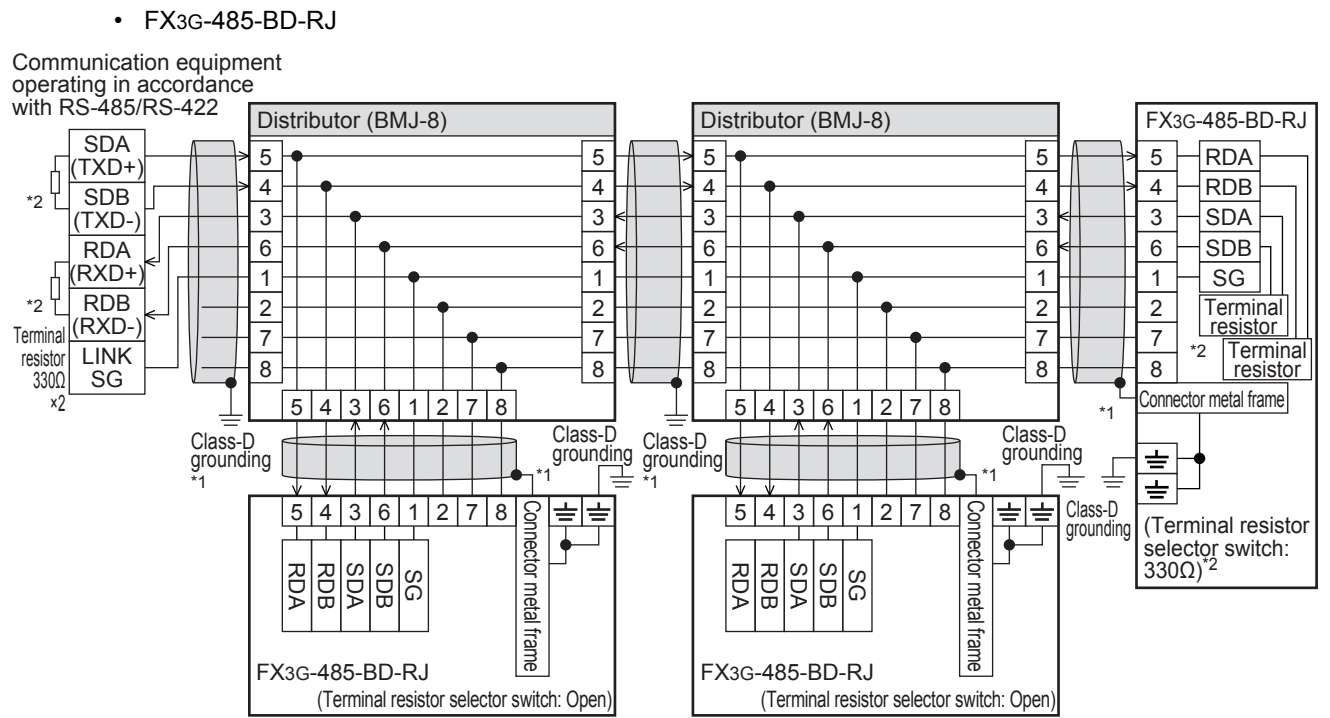 • FX3G-485-BD-RJ
Communication equipment
operating in accordance
with RS-485/RS-422
SDA
(TXD+)
SDB
(TXD-)
RDA
(RXD+)
RDB
(RXD-)
LINK
SG
*2
*2
Terminal
resistor
330Ω
×2
Distributor (BMJ-8)
5 5
4 4
3 3
6 6
1 1
2 2
7 7
8 8
5 4 3 6 1 2 7 8
Class-D
grounding
*1
*1
Class-D
grounding
5 4 3 6 1 2 7 8
RDA
RDB
SDA
SDB
SG
Connector metal frame
FX3G-485-BD-RJ
(Terminal resistor selector switch: Open)
Distributor (BMJ-8)
5 5
4 4
3 3
6 6
1 1
2 2
7 7
8 8
5 4 3 6 1 2 7 8
Class-D
grounding
*1
*1
Class-D
grounding
5 4 3 6 1 2 7 8
RDA
RDB
SDA
SDB
SG
Connector metal frame
FX3G-485-BD-RJ
(Terminal resistor selector switch: Open)
FX3G-485-BD-RJ
5 RDA
4 RDB
3 SDA
6 SDB
1 SG
2
7
8
Terminal
resistor
*2
Terminal
resistor
*1
Connector metal frame
Class-D
grounding
(Terminal resistor
selector switch:
330Ω)*2